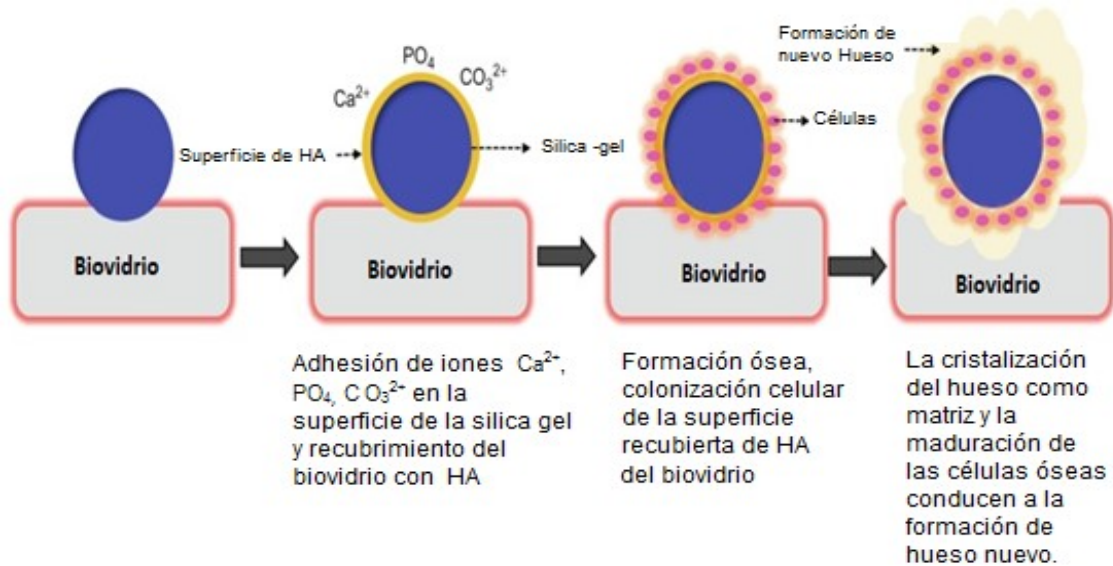 Biovidrio
Superficie de HA
Ca²⁺
PO₄
CO₃²⁺
Silica -gel
Biovidrio
Adhesión de iones Ca²⁺,
PO₄, C O₃²⁺ en la
superficie de la silica gel
y recubrimiento del
biovidrio con HA
Células
Biovidrio
Formación ósea,
colonización celular
de la superficie
recubierta de HA
del biovidrio
Formación de
nuevo Hueso
Biovidrio
La cristalización
del hueso como
matriz y la
maduración de
las células óseas
conducen a la
formación de
hueso nuevo.